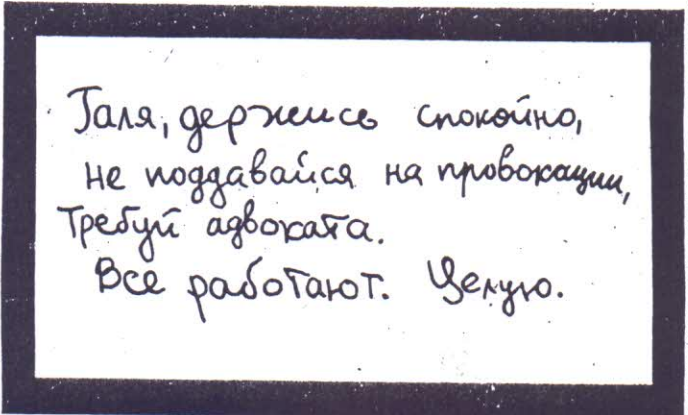 Галя, держись спокойно,
не поддавайся на провокации,
Требуй адвоката.
Все работают. Целую.